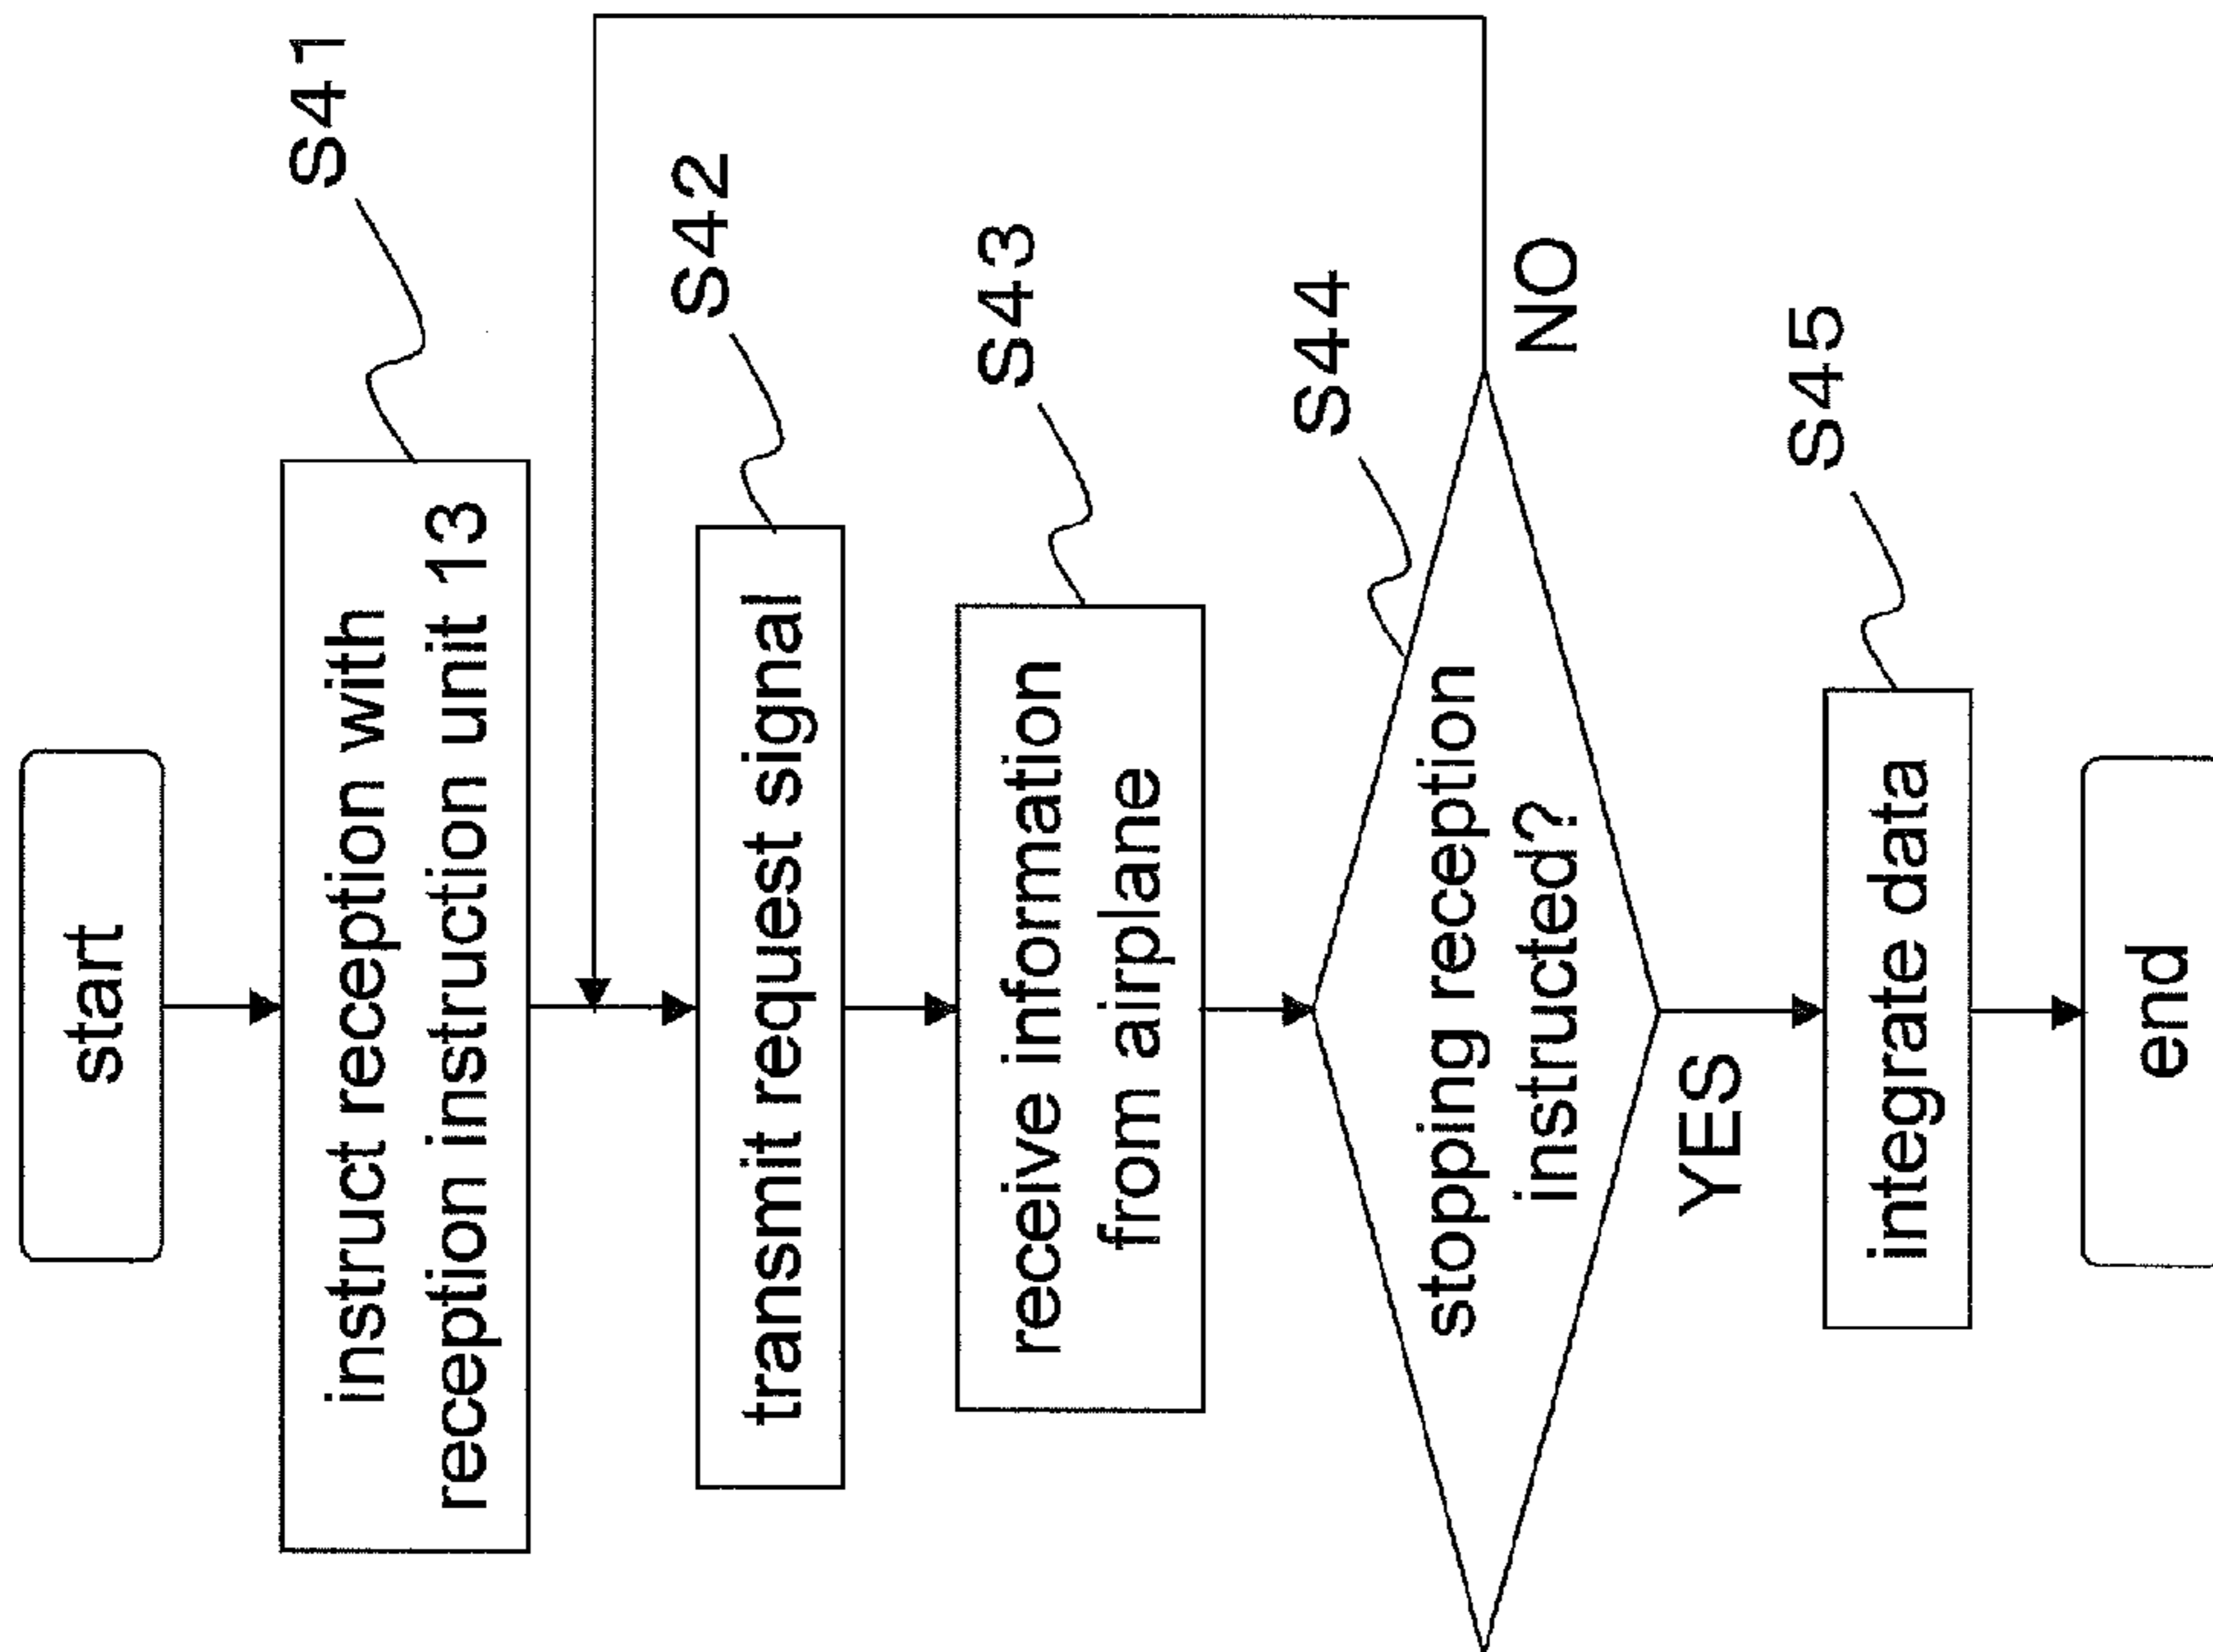 start
S41
instruct reception with
reception instruction unit 13
S42
transmit request signal
S43
receive information
from airplane
S44
stopping reception
instructed?
NO
YES
S45
integrate data
end